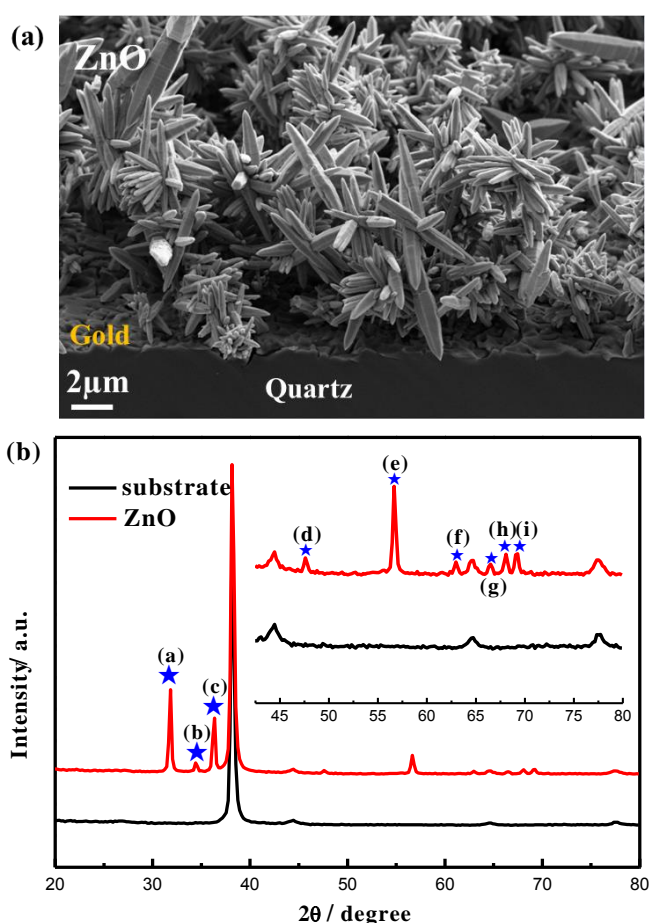 (a)
ZnO
Gold
2μm
Quartz
(b)
substrate
ZnO
(a)
(b)
(c)
(d)
(e)
(f)
(g)
(h)
(i)
45 50 55 60 65 70 75 80
Intensity/ a.u.
20 30 40 50 60 70 80
2θ / degree